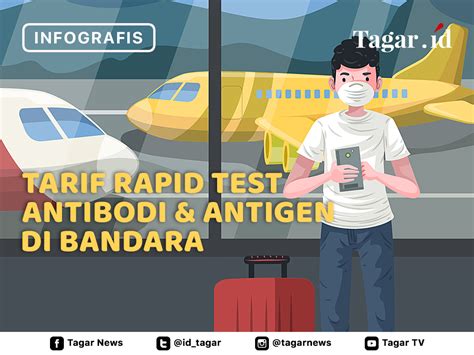 INFOGRAFIS
Tagar.id
TARIF RAPID TEST
ANTIBODI & ANTIGEN
DI BANDARA
Tagar News
@id_tagar
@tagarnews
Tagar TV